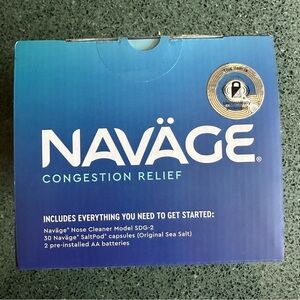 NAVÄGE®
CONGESTION RELIEF
INCLUDES EVERYTHING YOU NEED TO GET STARTED:
Naväge® Nose Cleaner Model SDG-2
30 Naväge® SaltPod® capsules (Original Sea Salt)
2 pre-installed AA batteries